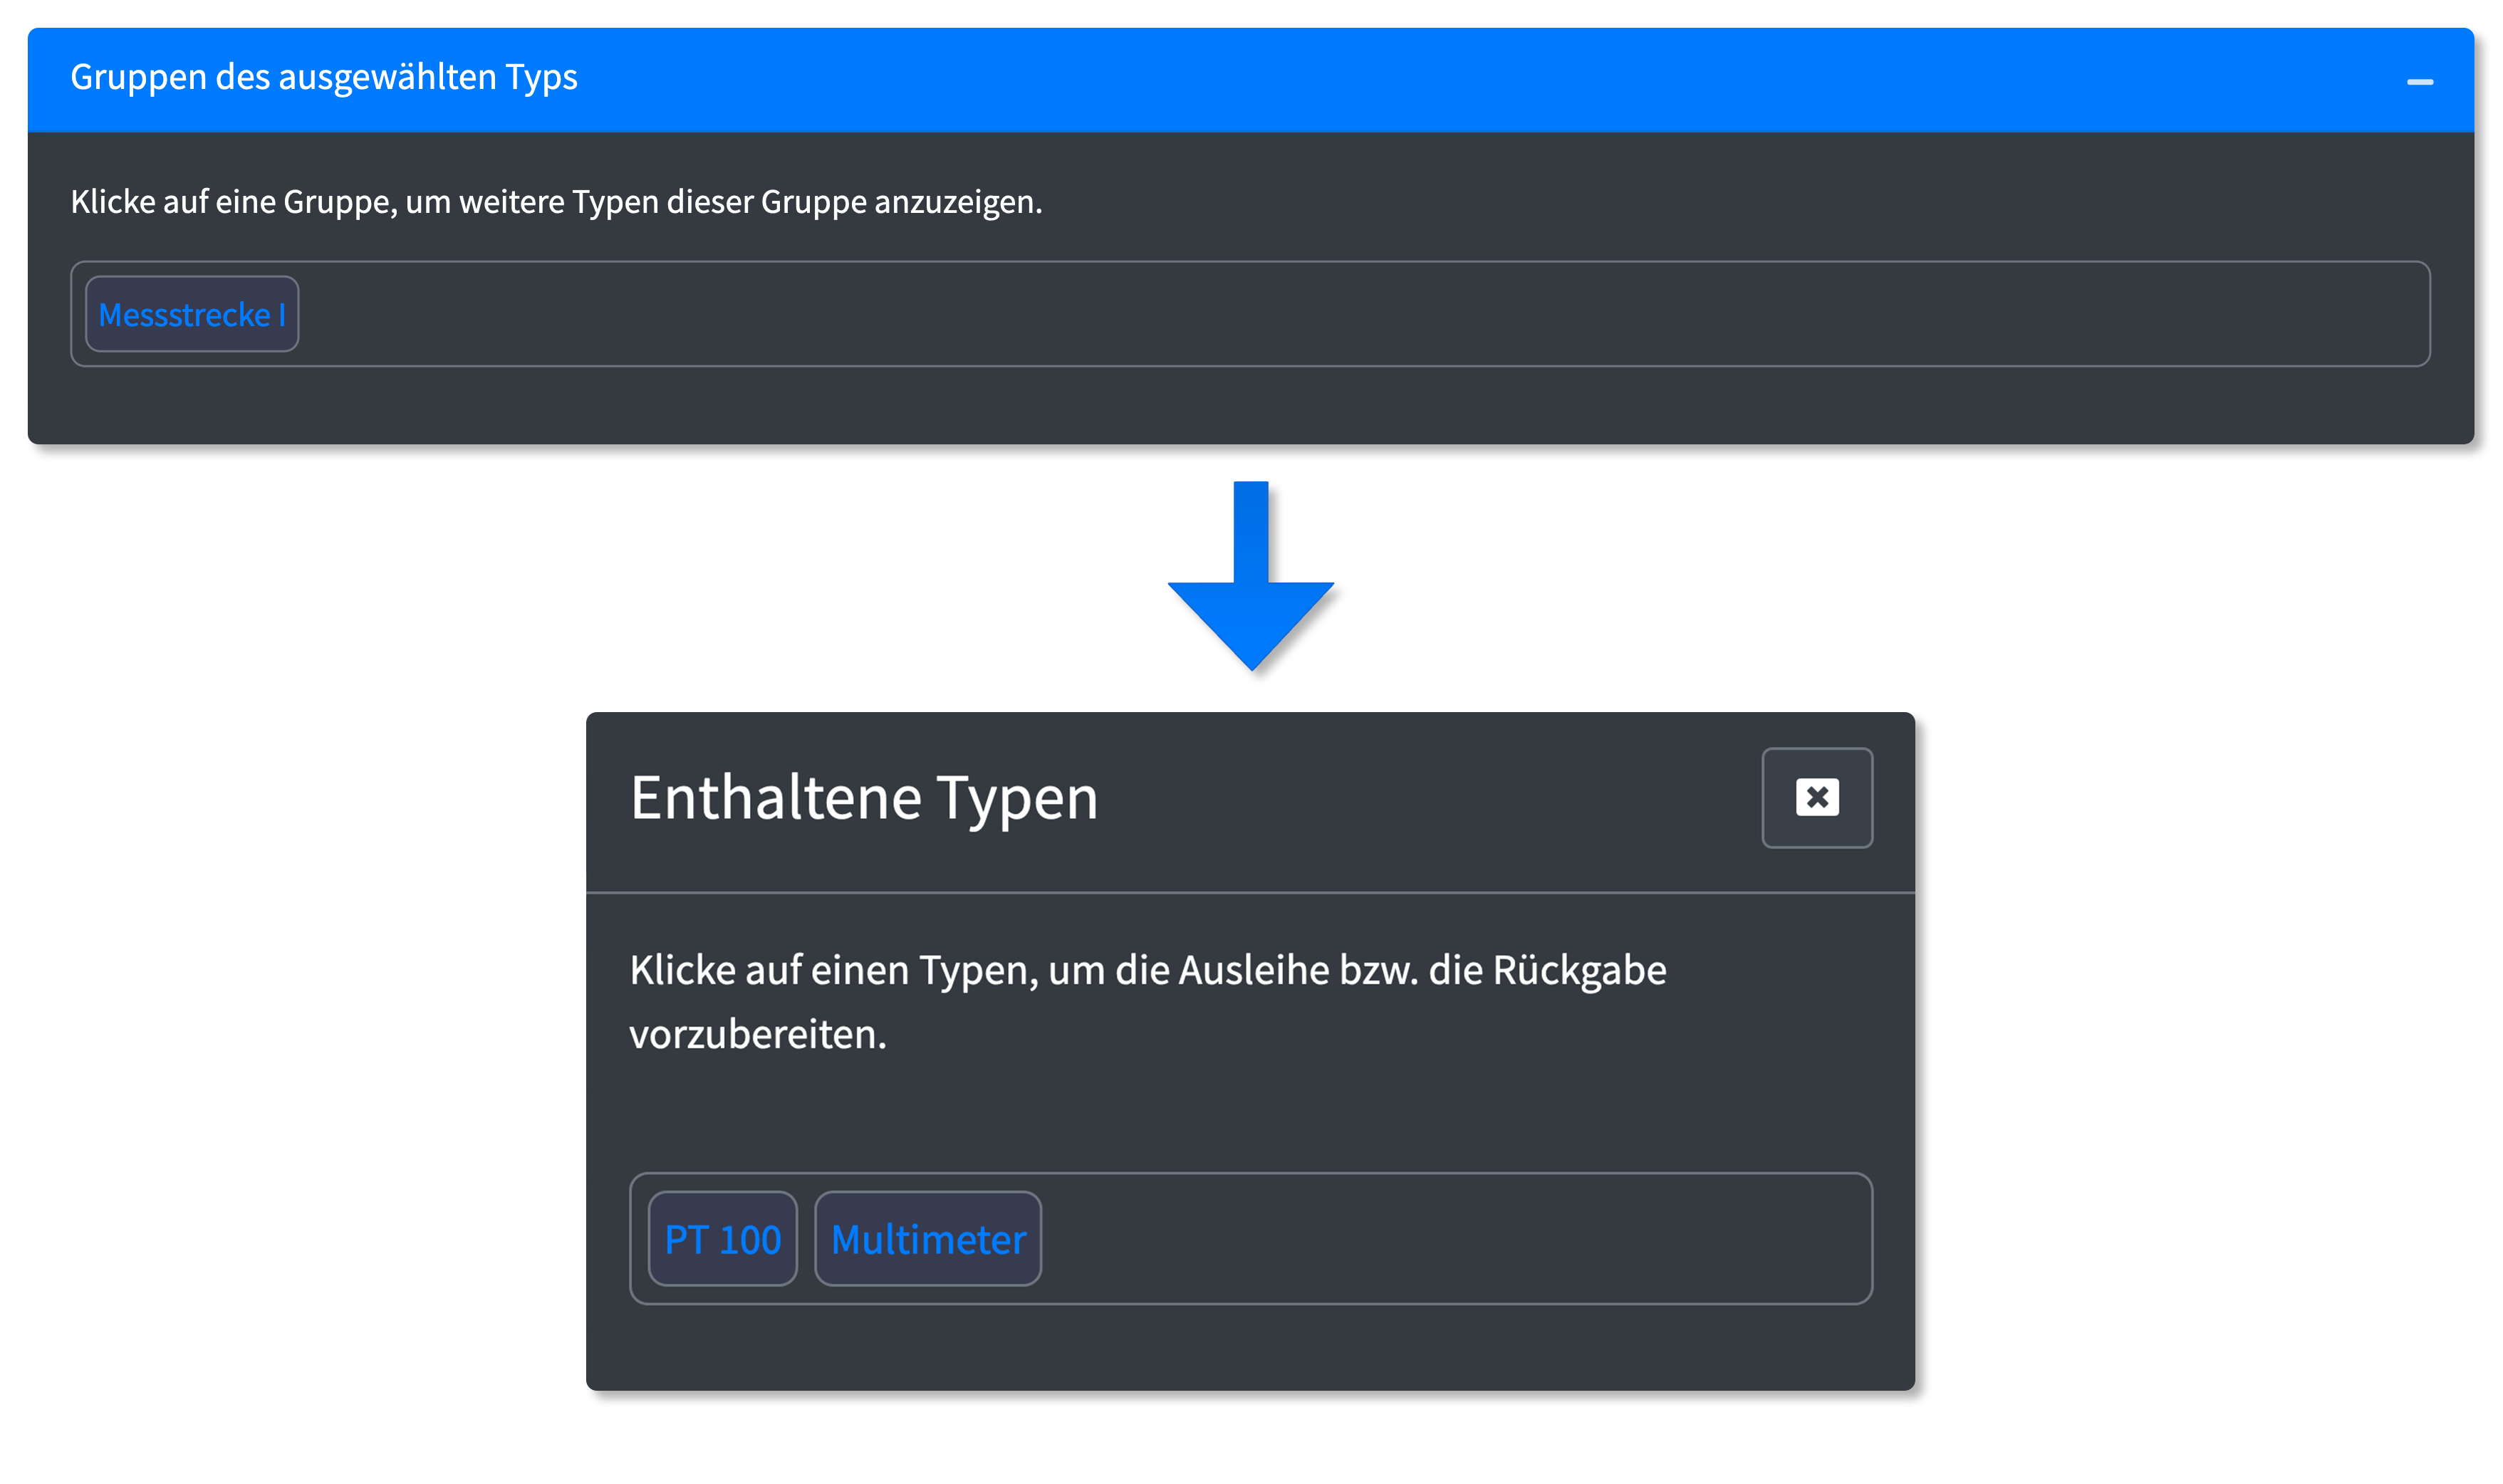 Gruppen des ausgewählten Typs
Klicke auf eine Gruppe, um weitere Typen dieser Gruppe anzuzeigen.
Messstrecke I
Enthaltene Typen
Klicke auf einen Typen, um die Ausleihe bzw. die Rückgabe
vorzubereiten.
PT 100 Multimeter